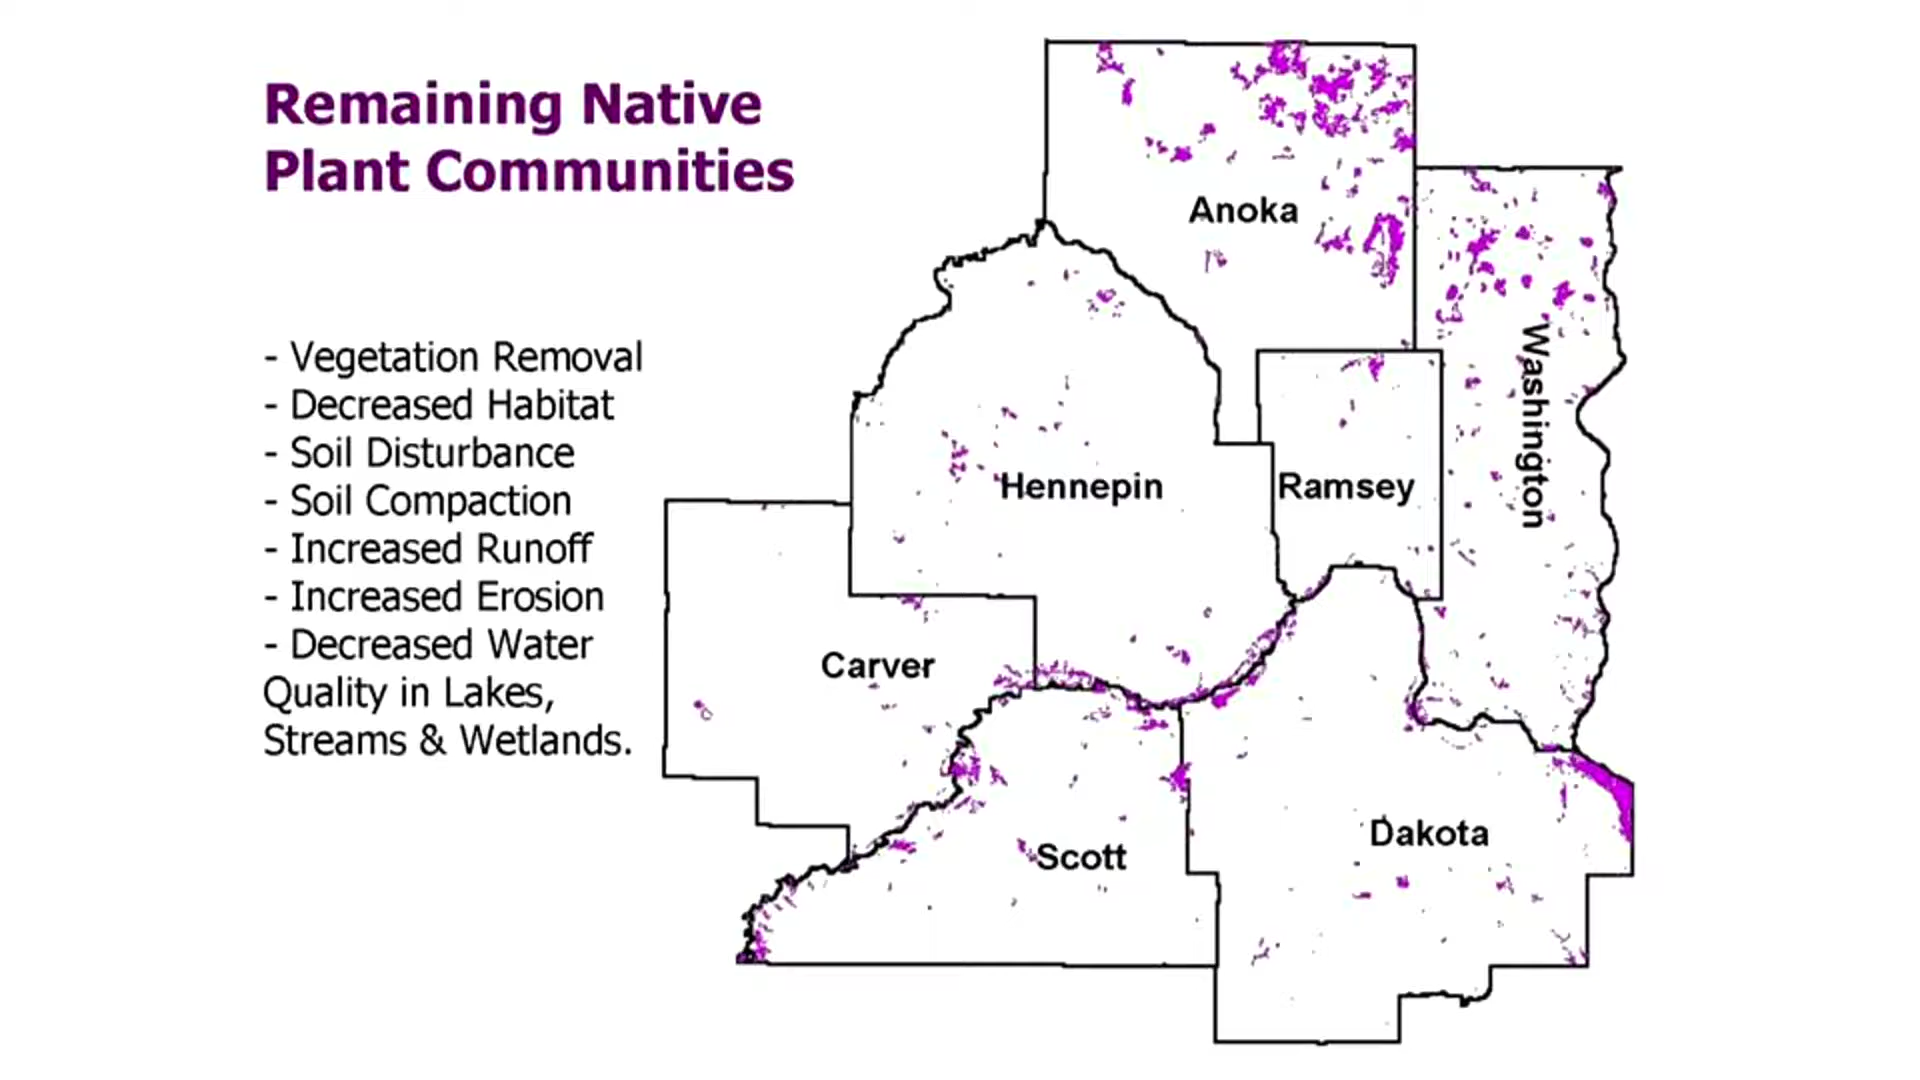 Remaining Native
Plant Communities
- Vegetation Removal
- Decreased Habitat
- Soil Disturbance
- Soil Compaction
- Increased Runoff
- Increased Erosion
- Decreased Water
Quality in Lakes,
Streams & Wetlands.
Anoka
Washington
Hennepin
Ramsey
Carver
Scott
Dakota